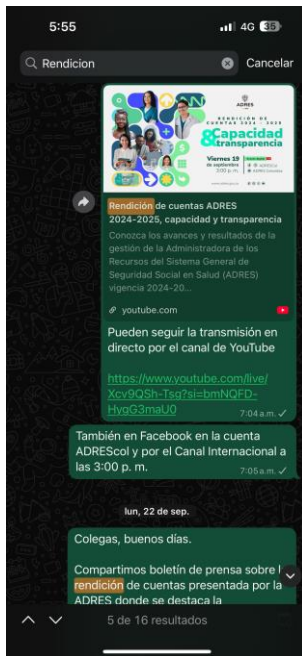 5:55
4G 35
Rendicion
Cancelar
ADRES
RENDICIÓN DE
CUENTAS 2024 - 2025
Capacidad
&transparencia
Viernes 19
de septiembre
3:00 p. m.
Rendición de cuentas ADRES
2024-2025, capacidad y transparencia
Conozca los avances y resultados de la
gestión de la Administradora de los
Recursos del Sistema General de
Seguridad Social en Salud (ADRES)
vigencia 2024-20...
youtube.com
Pueden seguir la transmisión en
directo por el canal de YouTube
https://www.youtube.com/live/
Xcv9QSh-Tsg?si=bmNQFD-
HyqG3maU0
7:04 a.m.
También en Facebook en la cuenta
ADREScol y por el Canal Internacional a
las 3:00 p. m.
7:05 a.m.
lun, 22 de sep.
Colegas, buenos días.
Compartimos boletín de prensa sobre l
rendición de cuentas presentada por la
ADRES donde se destaca la
5 de 16 resultados